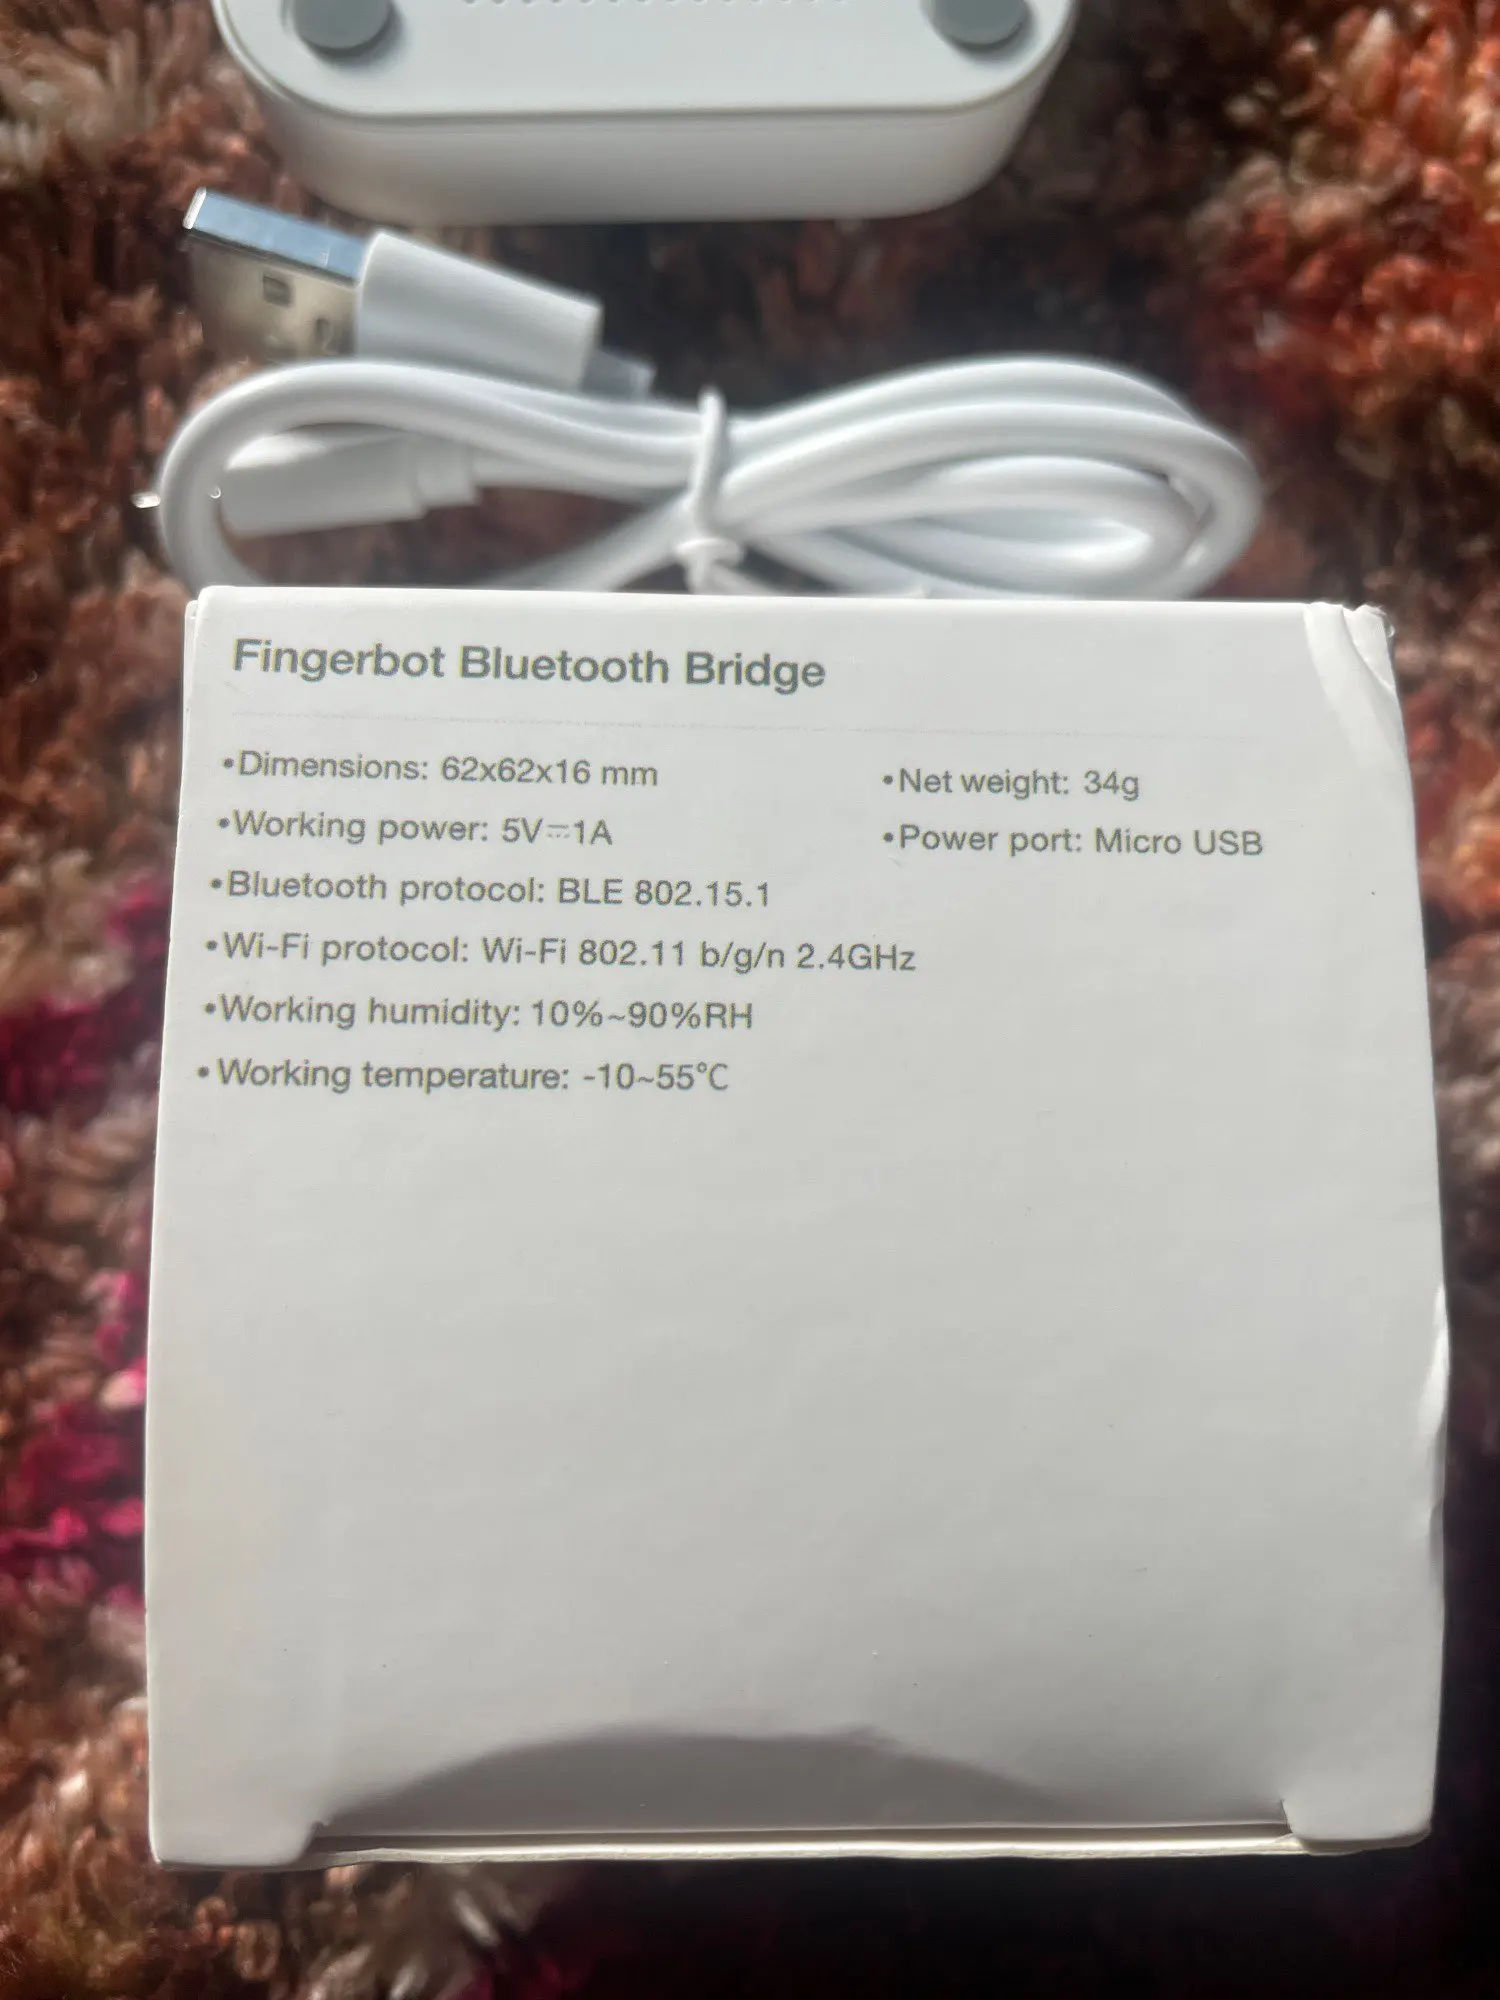 Fingerbot Bluetooth Bridge
•Dimensions: 62x62x16 mm
•Net weight: 34g
•Working power: 5V⎓1A
•Power port: Micro USB
•Bluetooth protocol: BLE 802.15.1
•Wi-Fi protocol: Wi-Fi 802.11 b/g/n 2.4GHz
•Working humidity: 10%~90%RH
•Working temperature: -10~55℃